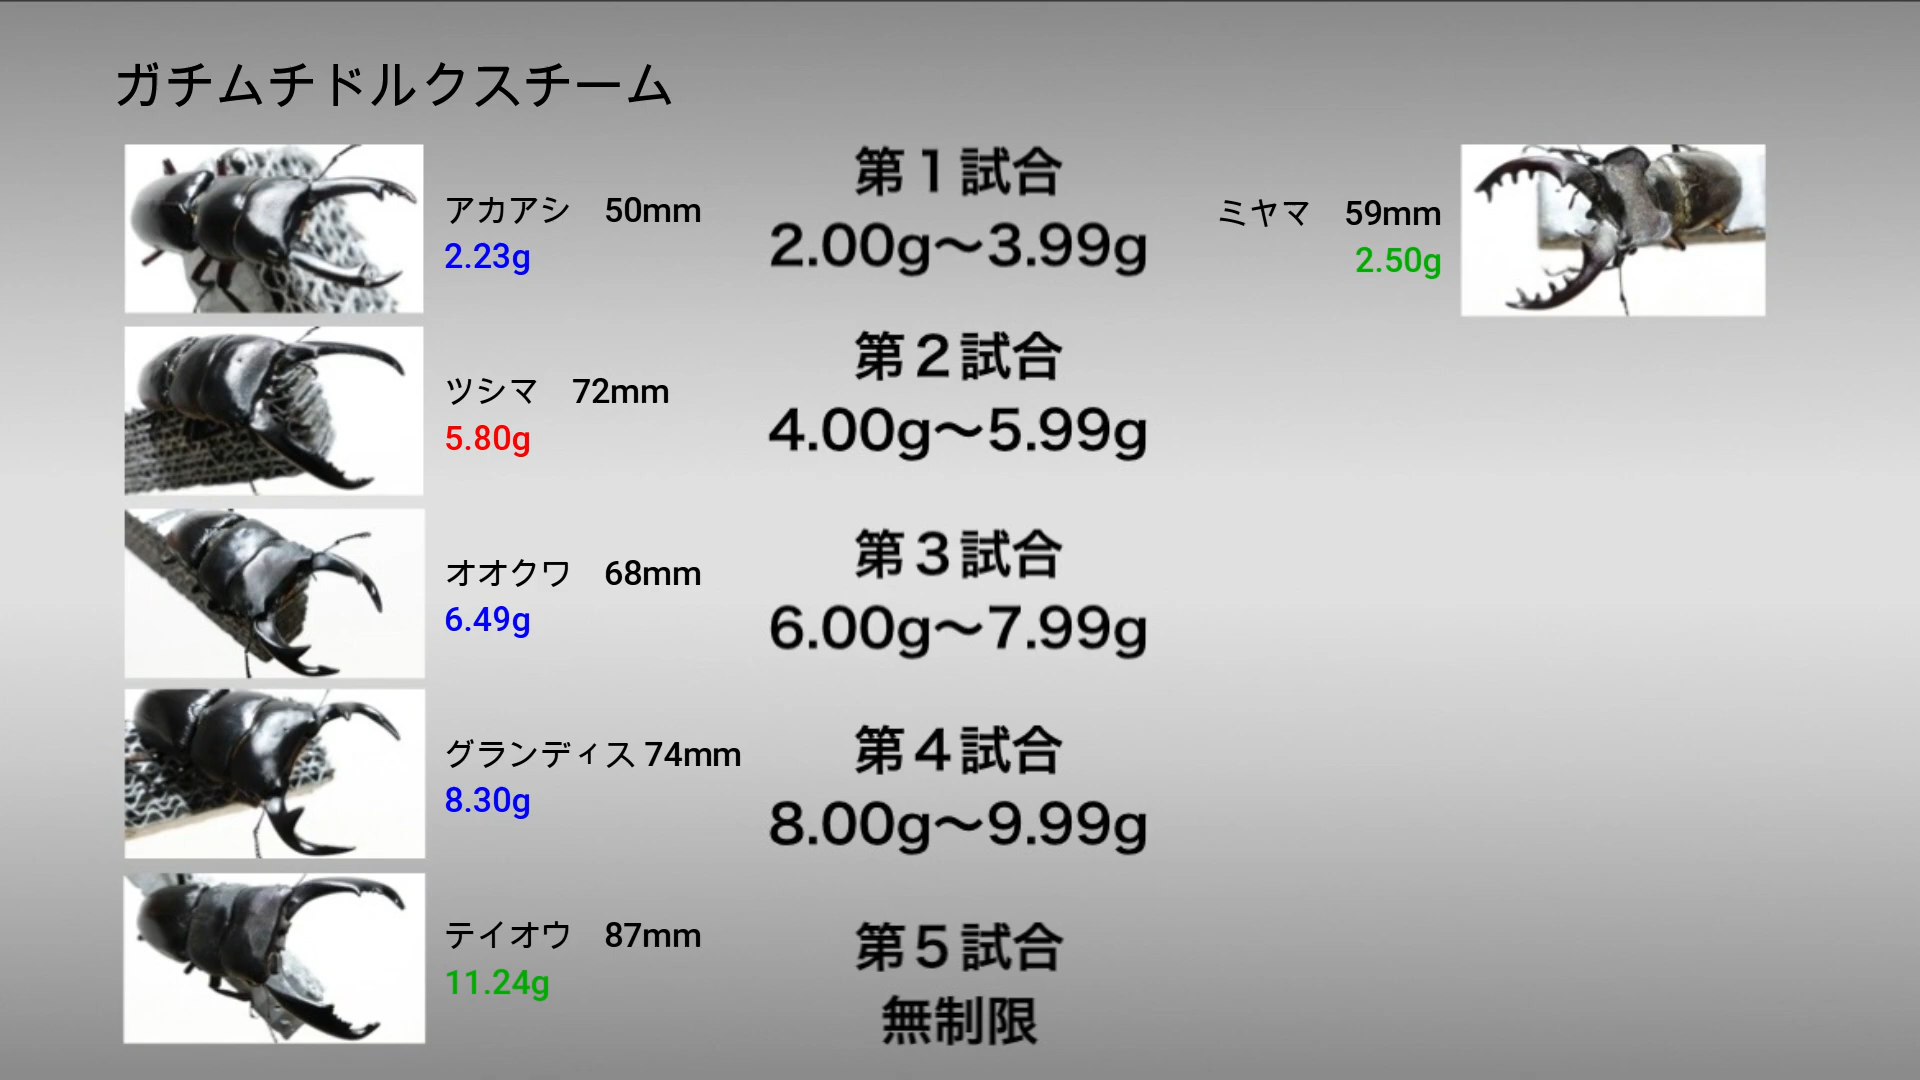 ガチムチドルクスチーム
アカアシ　50mm
2.23g
第１試合
2.00g〜3.99g
ミヤマ　59mm
2.50g
ツシマ　72mm
5.80g
第２試合
4.00g〜5.99g
オオクワ　68mm
6.49g
第３試合
6.00g〜7.99g
グランディス 74mm
8.30g
第４試合
8.00g〜9.99g
テイオウ　87mm
11.24g
第５試合
無制限